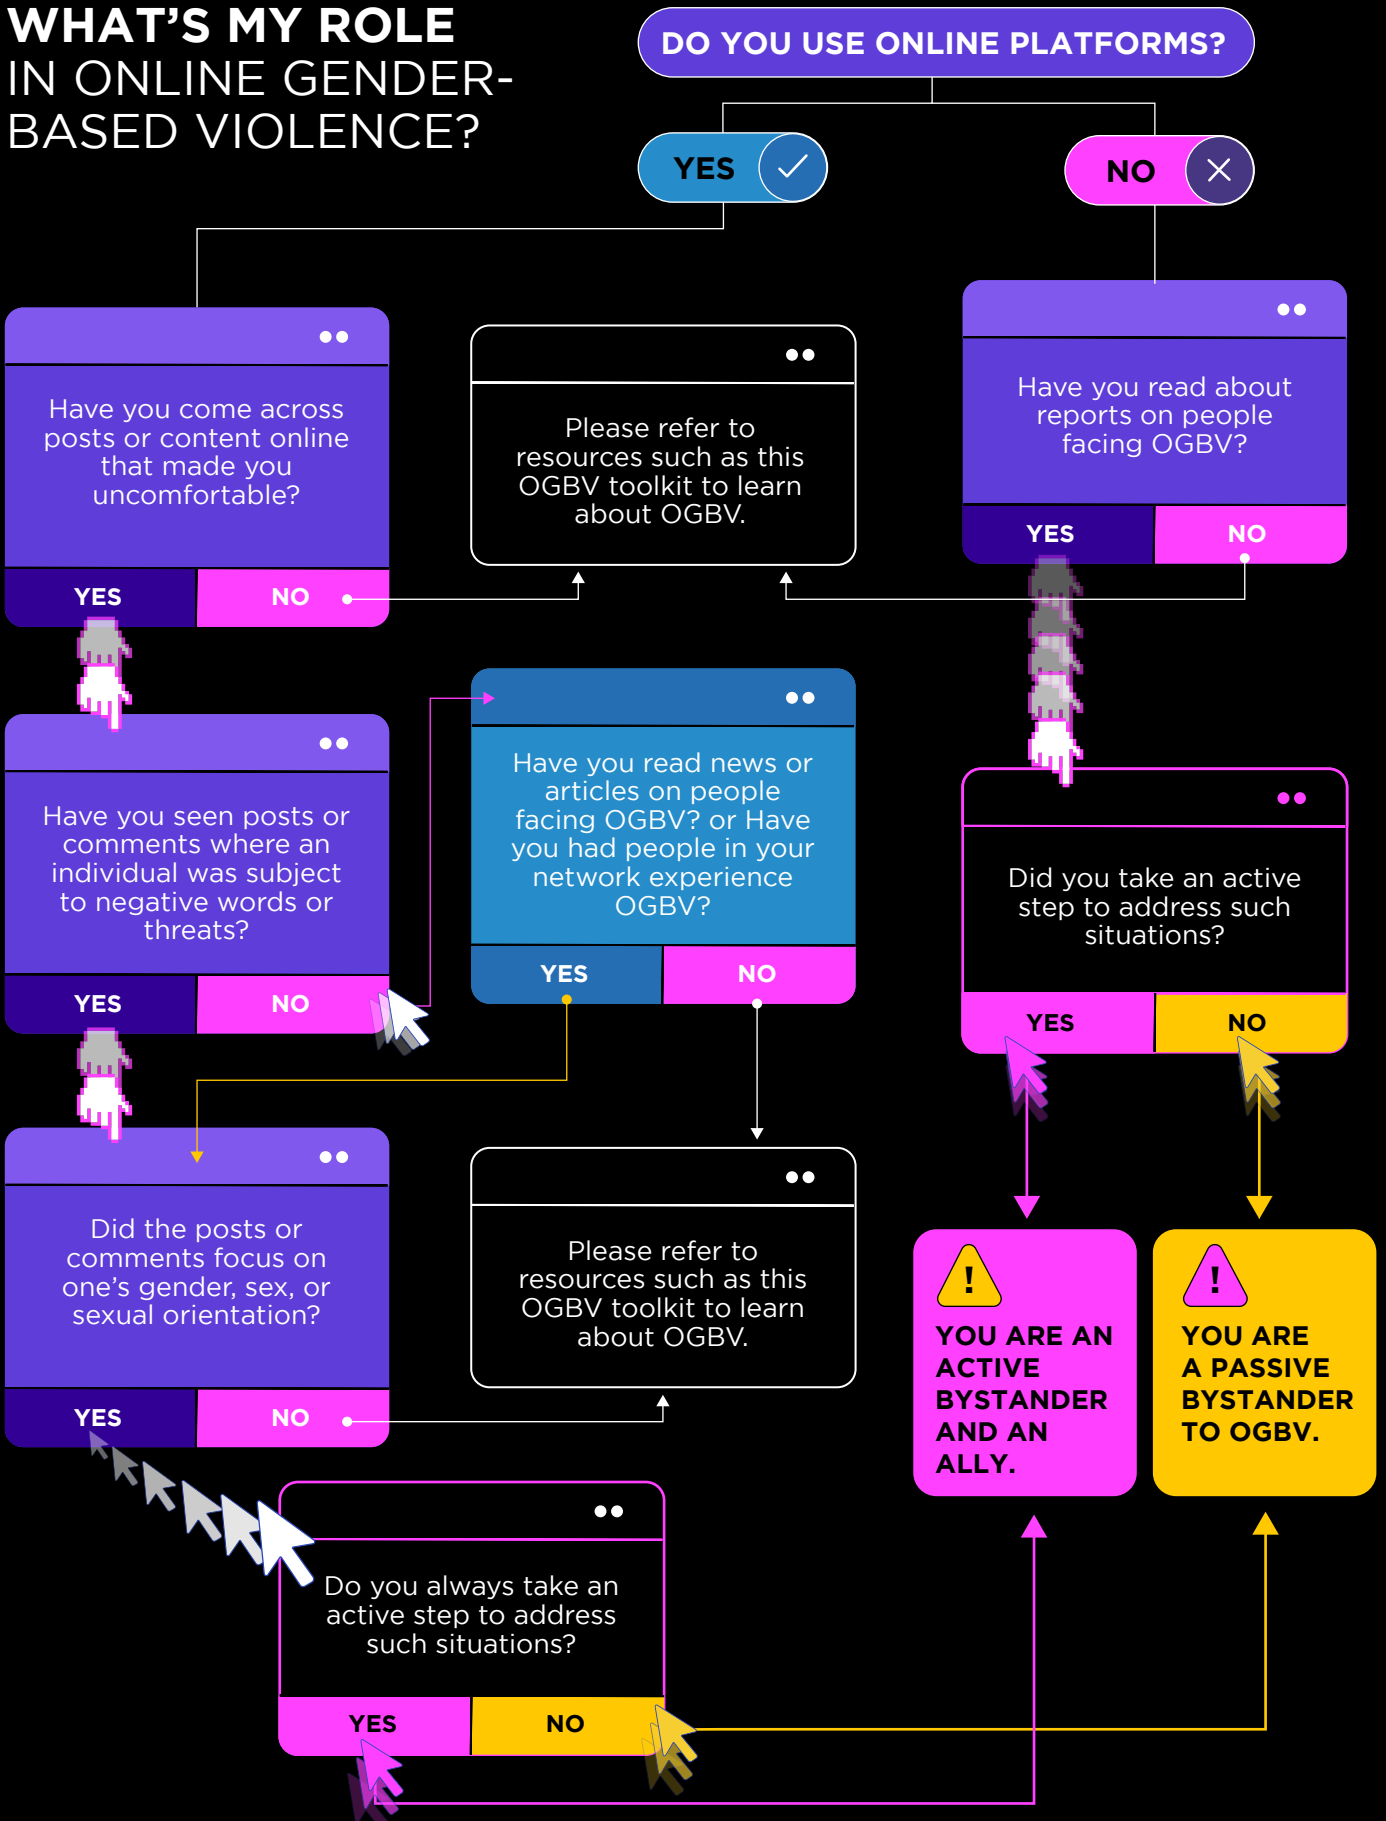 WHAT'S MY ROLE
IN ONLINE GENDER-
BASED VIOLENCE?
DO YOU USE ONLINE PLATFORMS?
YES
NO
Have you come across
posts or content online
that made you
uncomfortable?
YES
NO
Please refer to
resources such as this
OGBV toolkit to learn
about OGBV.
Have you read about
reports on people
facing OGBV?
YES
NO
Have you seen posts or
comments where an
individual was subject
to negative words or
threats?
YES
NO
Have you read news or
articles on people
facing OGBV? or Have
you had people in your
network experience
OGBV?
YES
NO
Did you take an active
step to address such
situations?
YES
NO
Did the posts or
comments focus on
one's gender, sex, or
sexual orientation?
YES
NO
Please refer to
resources such as this
OGBV toolkit to learn
about OGBV.
!
YOU ARE AN
ACTIVE
BYSTANDER
AND AN
ALLY.
!
YOU ARE
A PASSIVE
BYSTANDER
TO OGBV.
Do you always take an
active step to address
such situations?
YES
NO